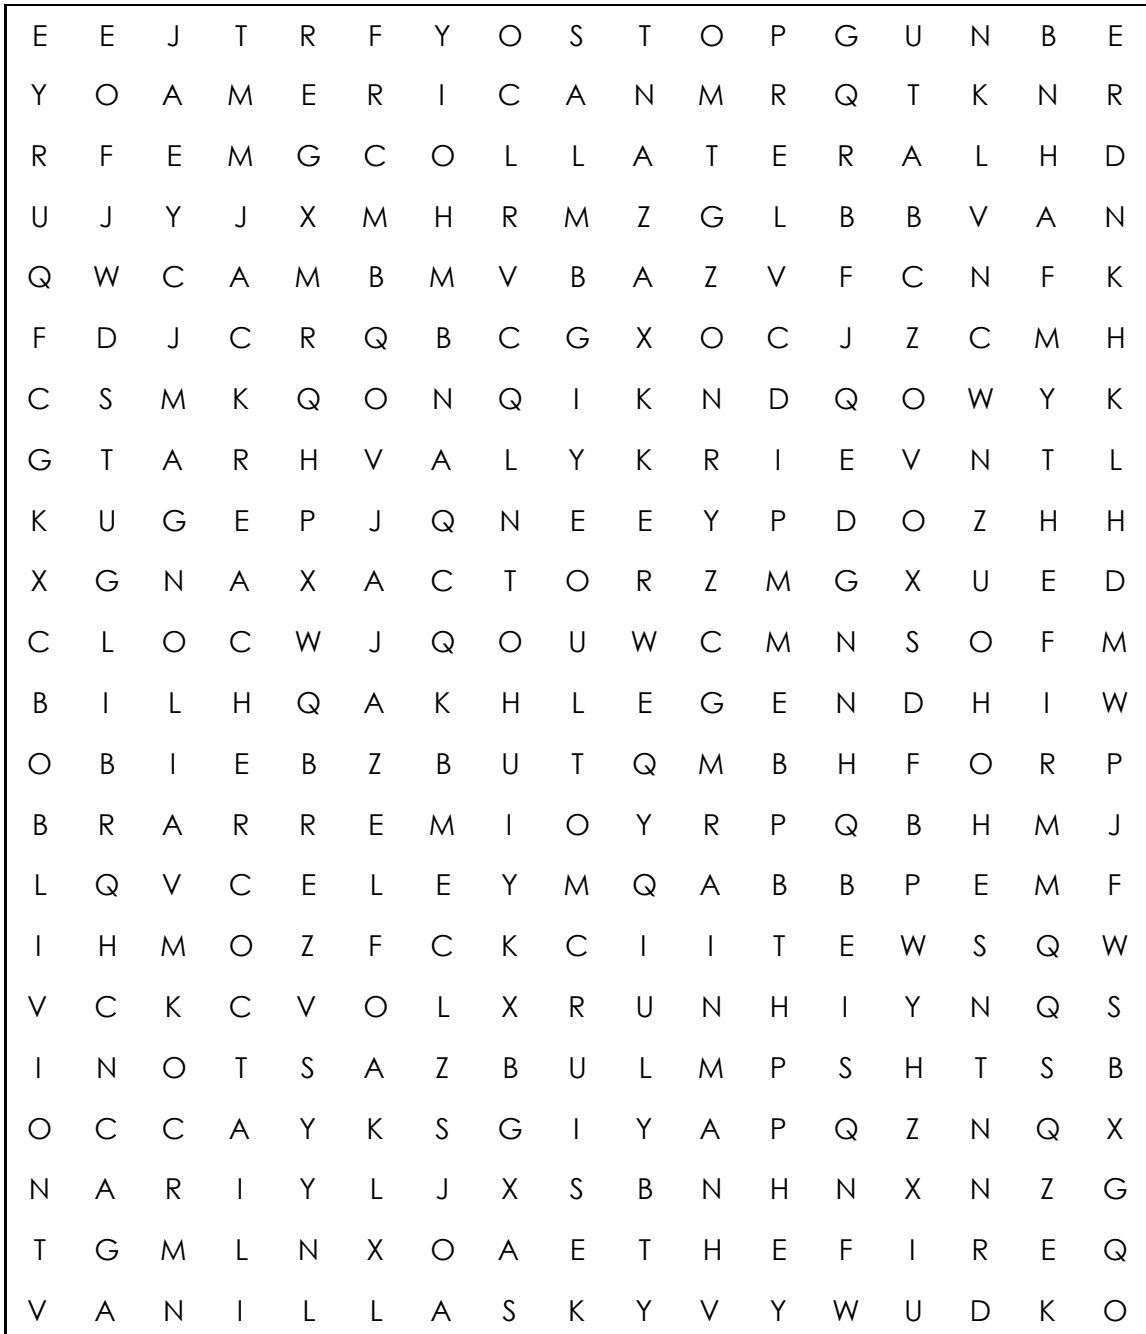 E E J T R F Y O S T O P G U N B E
Y O A M E R I C A N M R Q T K N R
R F E M G C O L L A T E R A L H D
U J Y J X M H R M Z G L B B V A N
Q W C A M B M V B A Z V F C N F K
F D J C R Q B C G X O C J Z C M H
C S M K Q O N Q I K N D Q O W Y K
G T A R H V A L Y K R I E V N T L
K U G E P J Q N E E Y P D O Z H H
X G N A X A C T O R Z M G X U E D
C L O C W J Q O U W C M N S O F M
B I L H Q A K H L E G E N D H I W
O B I E B Z B U T Q M B H F O R P
B R A R R E M I O Y R P Q B H M J
L Q V C E L E Y M Q A B B P E M F
I H M O Z F C K C I I T E W S Q W
V C K C V O L X R U N H I Y N Q S
I N O T S A Z B U L M P S H T S B
O C C A Y K S G I Y A P Q Z N Q X
N A R I Y L J X S B N H N X N Z G
T G M L N X O A E T H E F I R E Q
V A N I L L A S K Y V Y W U D K O